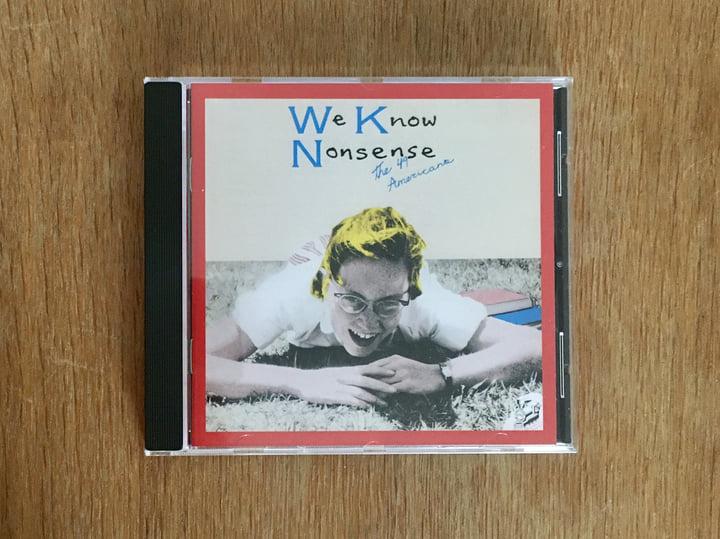 We Know
Nonsense
The 49
Americans